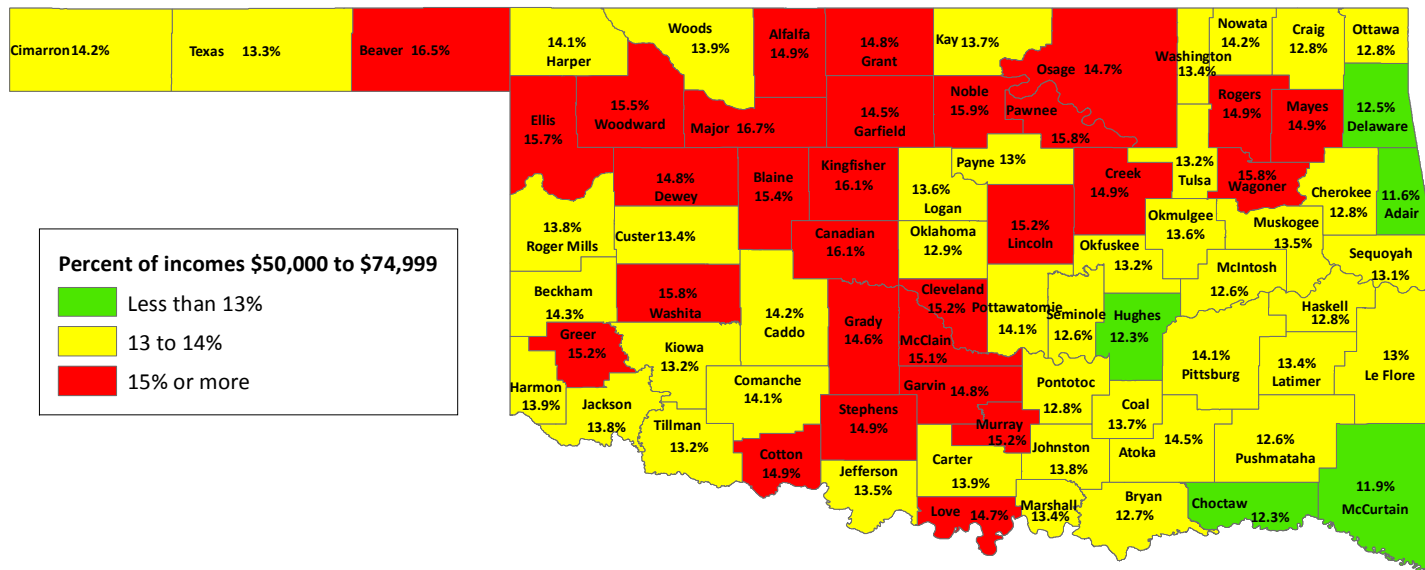 Cimarron 14.2%
Texas 13.3%
Beaver 16.5%
14.1%
Harper
Woods
13.9%
Alfalfa
14.9%
14.8%
Grant
Kay 13.7%
Osage 14.7%
Washington
13.4%
Nowata
14.2%
Craig
12.8%
Ottawa
12.8%
Ellis
15.7%
15.5%
Woodward
Major 16.7%
14.5%
Garfield
Noble
15.9%
Pawnee
15.8%
Rogers
14.9%
Mayes
14.9%
12.5%
Delaware
14.8%
Dewey
Blaine
15.4%
Kingfisher
16.1%
13.6%
Logan
Payne 13%
Creek
14.9%
13.2%
Tulsa
15.8%
Wagoner
Cherokee
12.8%
11.6%
Adair
13.8%
Roger Mills
Custer 13.4%
Canadian
16.1%
Oklahoma
12.9%
15.2%
Lincoln
Okfuskee
13.2%
Okmulgee
13.6%
Muskogee
13.5%
Sequoyah
13.1%
Percent of incomes $50,000 to $74,999
Less than 13%
13 to 14%
15% or more
Beckham
14.3%
15.8%
Washita
14.2%
Caddo
Grady
14.6%
Cleveland
15.2%
McClain
15.1%
Pottawatomie
14.1%
Seminole
12.6%
Hughes
12.3%
McIntosh
12.6%
Haskell
12.8%
Greer
15.2%
Kiowa
13.2%
14.1%
Pittsburg
13.4%
Latimer
13%
Le Flore
Harmon
13.9%
Jackson
13.8%
Tillman
13.2%
Comanche
14.1%
Stephens
14.9%
Garvin 14.8%
Murray
15.2%
Pontotoc
12.8%
Coal
13.7%
14.5%
Atoka
12.6%
Pushmataha
Cotton
14.9%
Jefferson
13.5%
Carter
13.9%
Johnston
13.8%
Love 14.7%
Marshall
13.4%
Bryan
12.7%
Choctaw
12.3%
11.9%
McCurtain